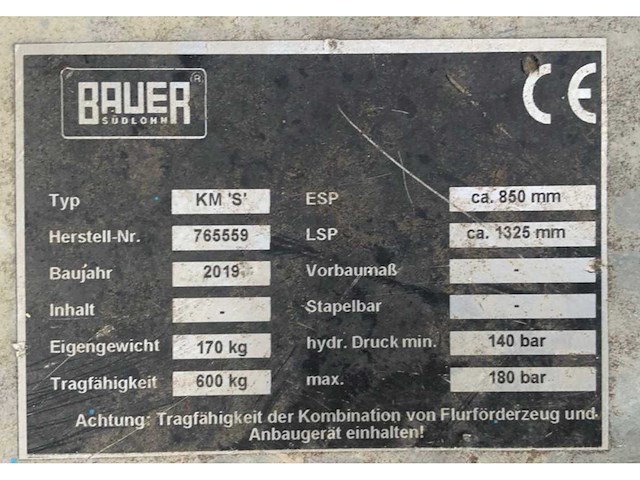 BAUER ®
SÜDLOHN
CE
Typ KM 'S' ESP ca. 850 mm
Herstell-Nr. 765559 LSP ca. 1325 mm
Baujahr 2019 Vorbaumaß -
Inhalt - Stapelbar -
Eigengewicht 170 kg hydr. Druck min. 140 bar
Tragfähigkeit 600 kg max. 180 bar
Achtung: Tragfähigkeit der Kombination von Flurförderzeug und
Anbaugerät einhalten!